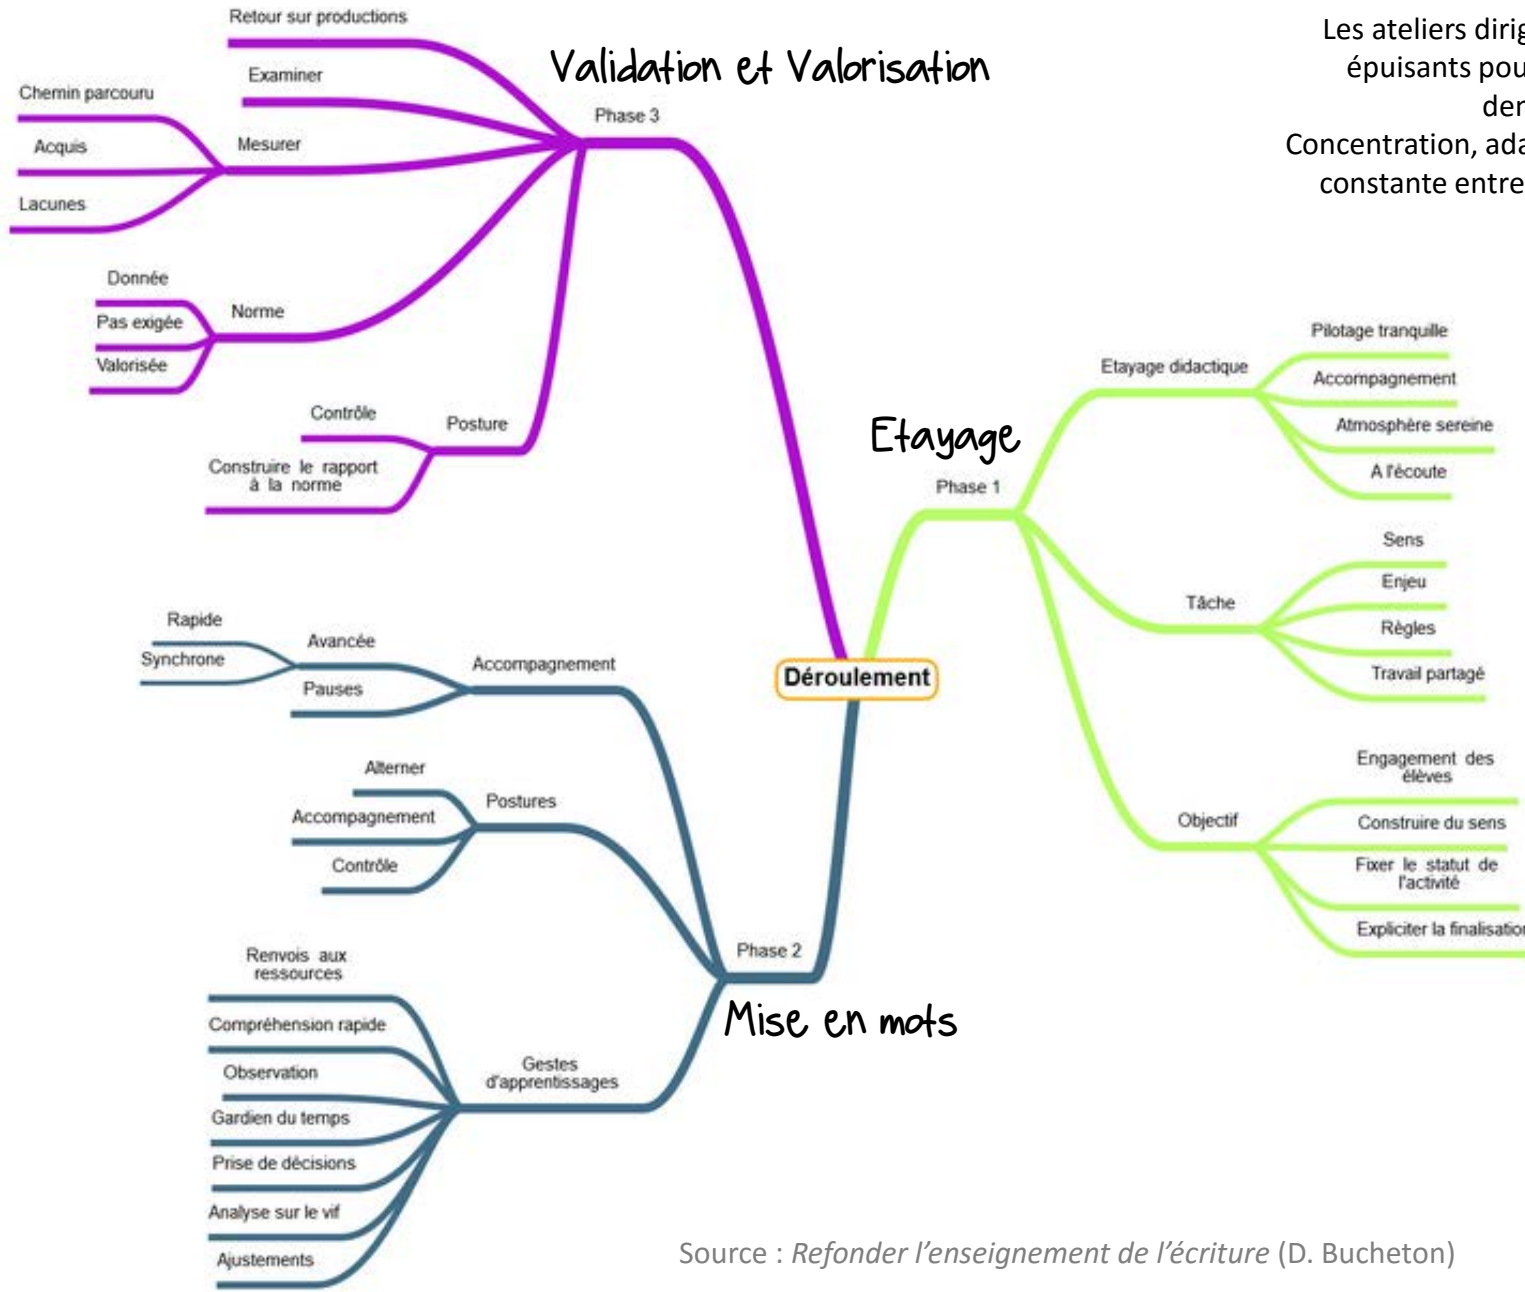 Les ateliers dirig
épuisants pou
der
Concentration, ada
constante entre
Validation et Valorisation
Phase 3
Retour sur productions
Examiner
Mesurer
Chemin parcouru
Acquis
Lacunes
Norme
Donnée
Pas exigée
Valorisée
Posture
Contrôle
Construire le rapport
à la norme
Déroulement
Etayage
Phase 1
Etayage didactique
Pilotage tranquille
Accompagnement
Atmosphère sereine
A l'écoute
Tâche
Sens
Enjeu
Règles
Travail partagé
Objectif
Engagement des
élèves
Construire du sens
Fixer le statut de
l'activité
Expliciter la finalisation
Phase 2
Mise en mots
Accompagnement
Avancée
Rapide
Synchrone
Pauses
Postures
Alterner
Accompagnement
Contrôle
Gestes
d'apprentissages
Renvois aux
ressources
Compréhension rapide
Observation
Gardien du temps
Prise de décisions
Analyse sur le vif
Ajustements
Source : Refonder l’enseignement de l’écriture (D. Bucheton)